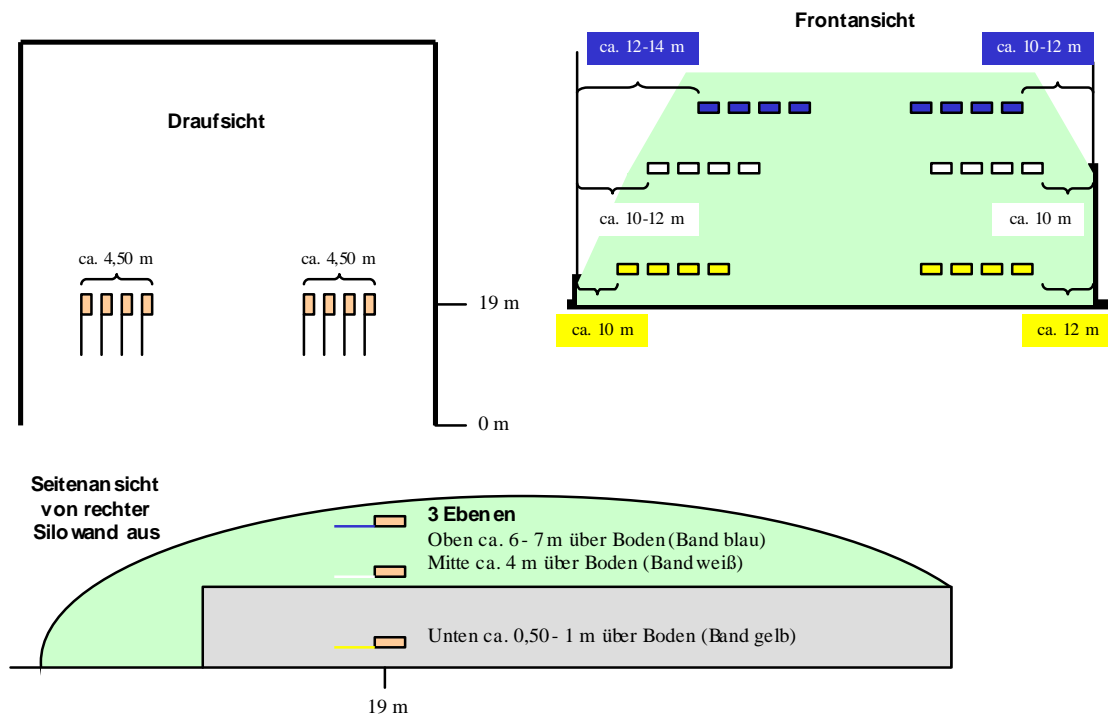 Frontansicht
ca. 12-14 m
ca. 10-12 m
Draufsicht
ca. 10-12 m
ca. 10 m
ca. 4,50 m
ca. 4,50 m
19 m
ca. 10 m
ca. 12 m
0 m
Seitenansicht
von rechter
Silowand aus
3 Ebenen
Oben ca. 6- 7 m über Boden (Band blau)
Mitte ca. 4 m über Boden (Band weiß)
Unten ca. 0,50- 1 m über Boden (Band gelb)
19 m